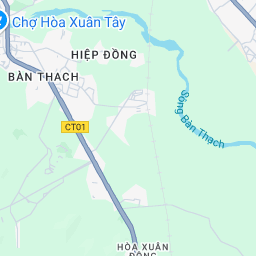 Chợ Hòa Xuân Tây
HIỆP ĐỒNG
BÀN THẠCH
Sông Bàn Thạch
CT01
HÒA XUÂN
ĐÔNG